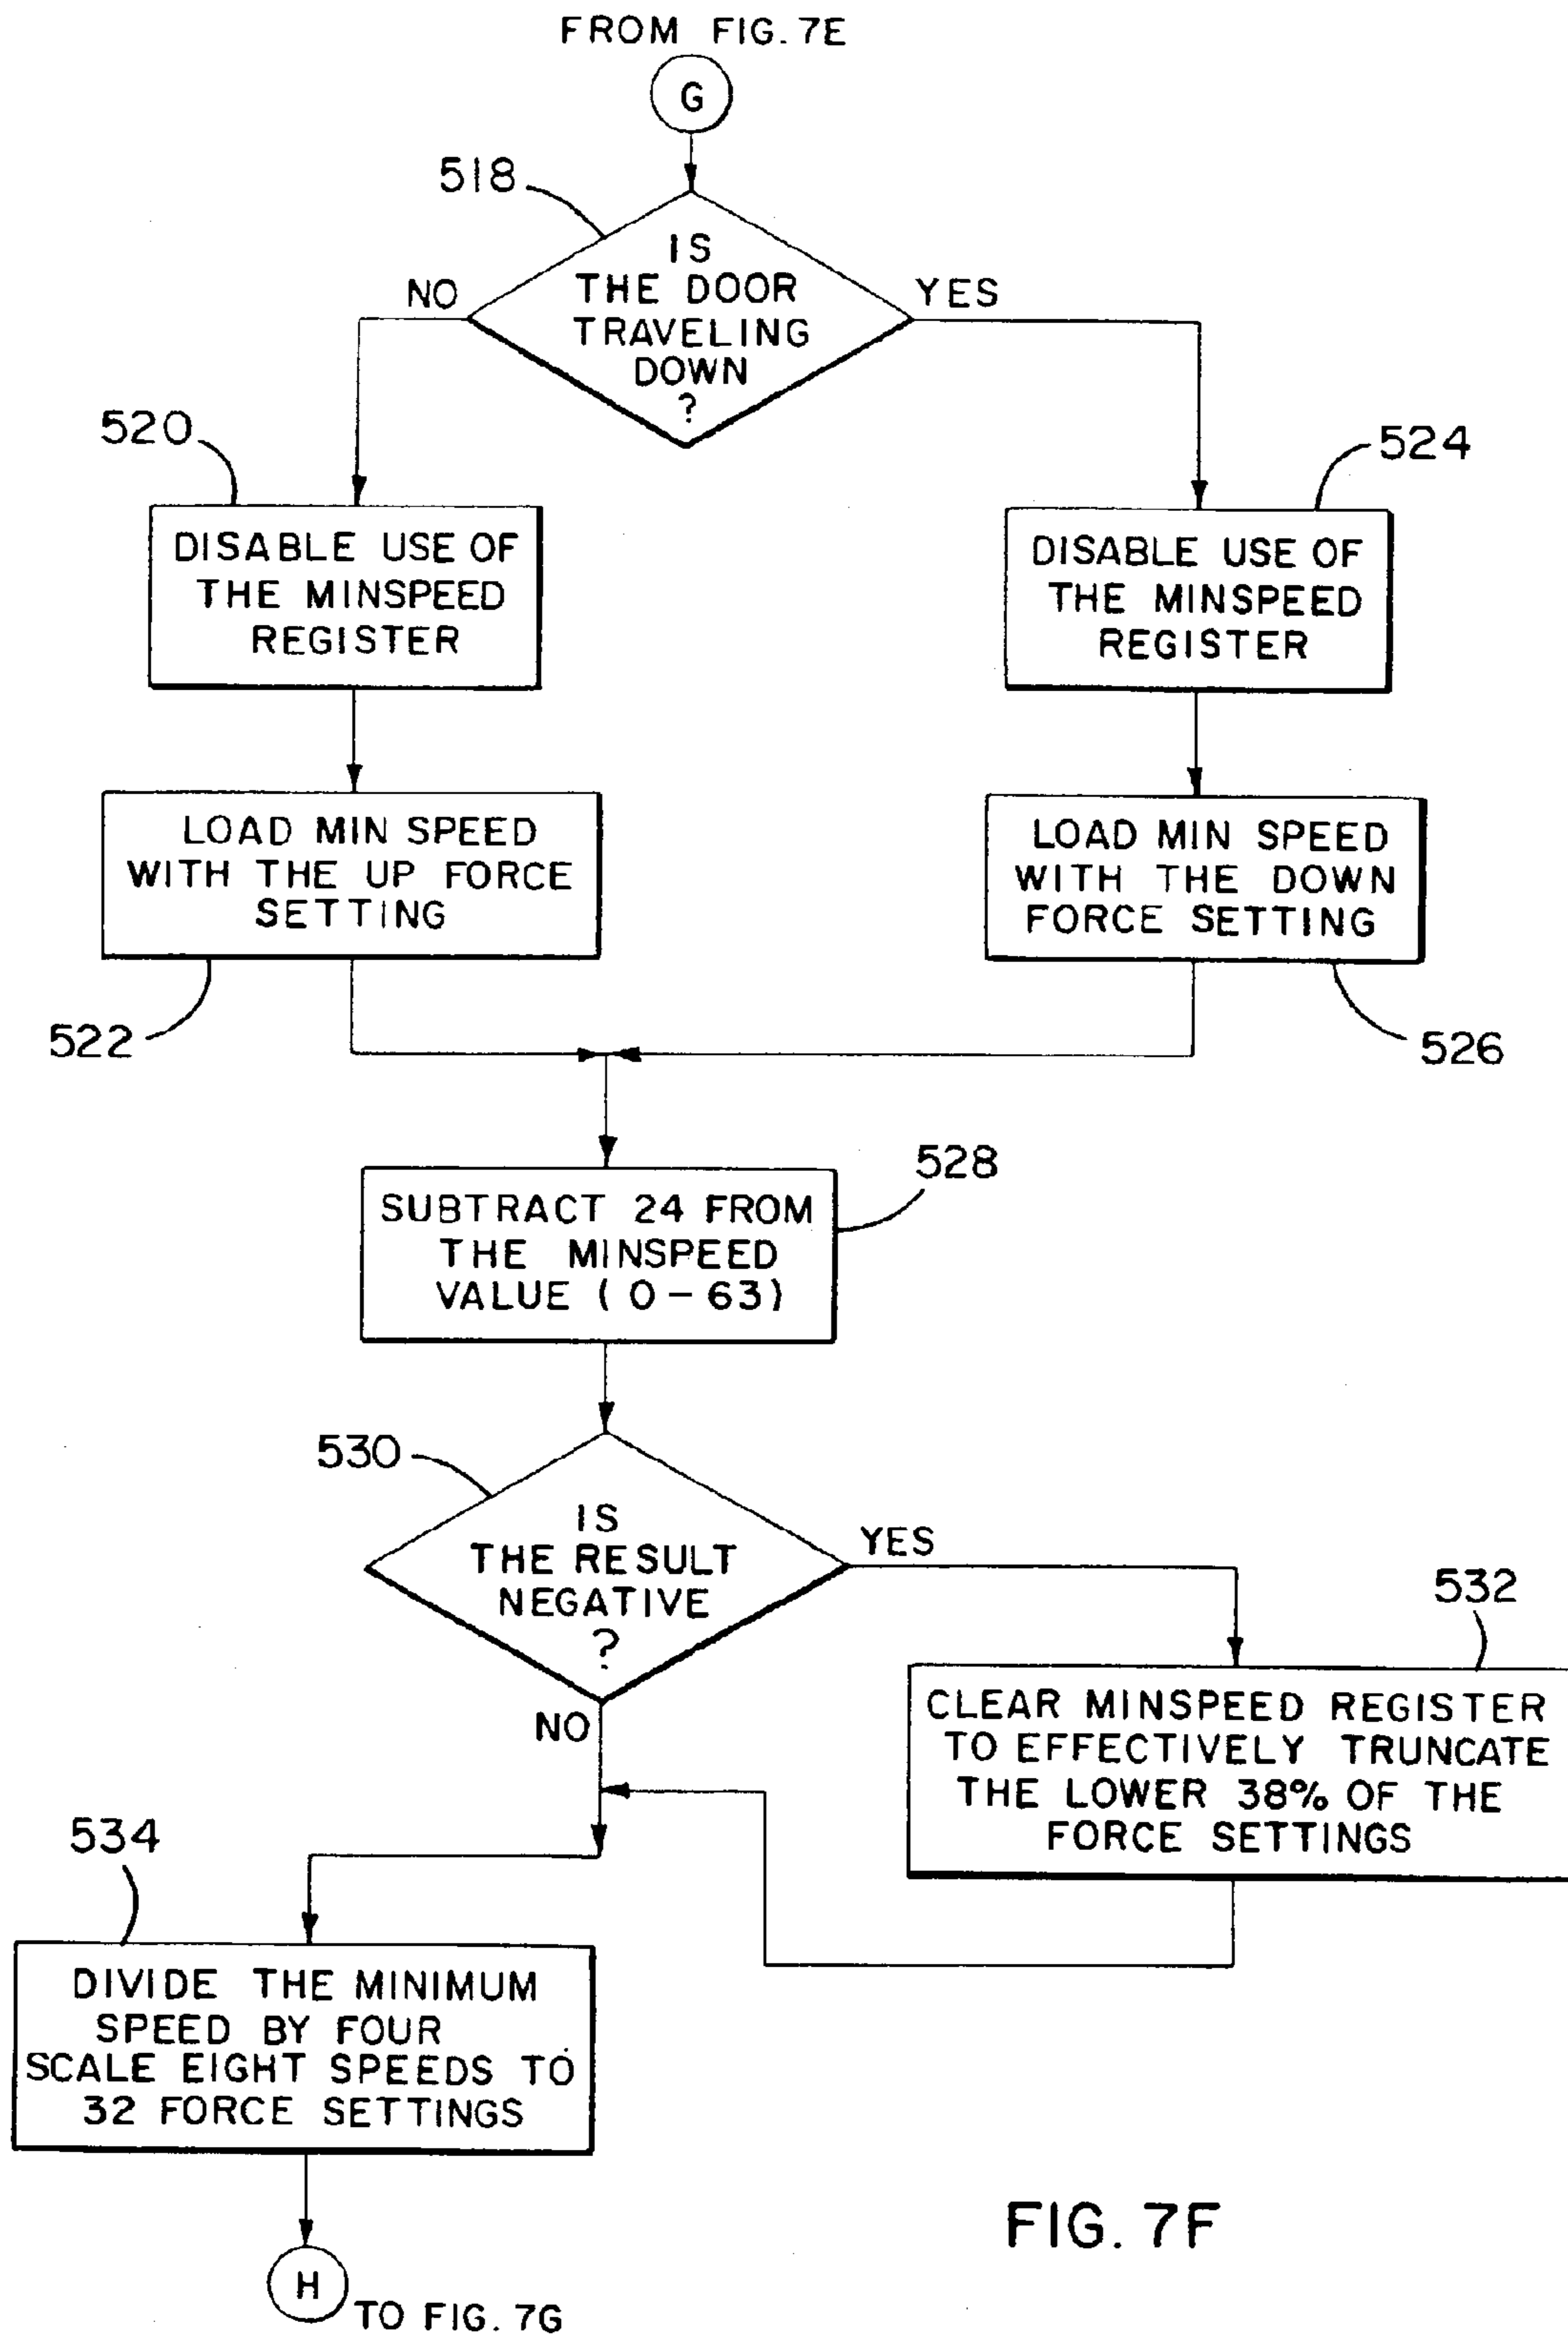 FROM FIG. 7E
G
518
IS
THE DOOR
TRAVELING
DOWN
?
NO
YES
520
524
DISABLE USE OF
THE MINSPEED
REGISTER
DISABLE USE OF
THE MINSPEED
REGISTER
LOAD MIN SPEED
WITH THE UP FORCE
SETTING
LOAD MIN SPEED
WITH THE DOWN
FORCE SETTING
522
526
528
SUBTRACT 24 FROM
THE MINSPEED
VALUE (0-63)
530
IS
THE RESULT
NEGATIVE
?
YES
NO
532
CLEAR MINSPEED REGISTER
TO EFFECTIVELY TRUNCATE
THE LOWER 38% OF THE
FORCE SETTINGS
534
DIVIDE THE MINIMUM
SPEED BY FOUR
SCALE EIGHT SPEEDS TO
32 FORCE SETTINGS
H
TO FIG. 7G
FIG. 7F